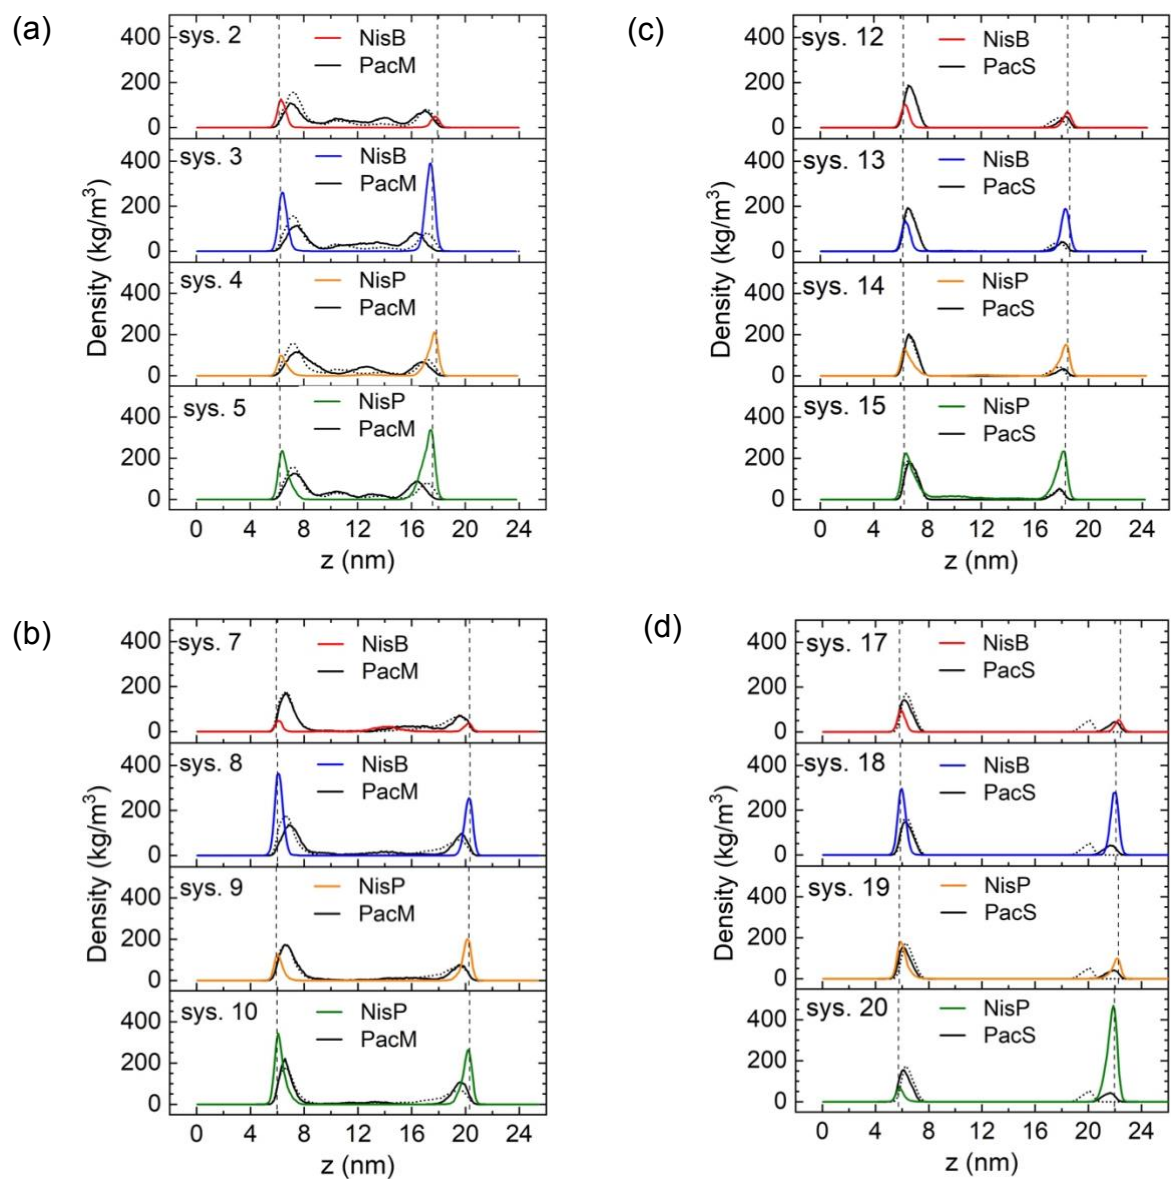 (a)
sys. 2
NisB
PacM
400
200
0
sys. 3
NisB
PacM
400
200
0
sys. 4
NisP
PacM
400
200
0
sys. 5
NisP
PacM
400
200
0
Density (kg/m³)
0 4 8 12 16 20 24
z (nm)
(c)
sys. 12
NisB
PacS
400
200
0
sys. 13
NisB
PacS
400
200
0
sys. 14
NisP
PacS
400
200
0
sys. 15
NisP
PacS
400
200
0
Density (kg/m³)
0 4 8 12 16 20 24
z (nm)
(b)
sys. 7
NisB
PacM
400
200
0
sys. 8
NisB
PacM
400
200
0
sys. 9
NisP
PacM
400
200
0
sys. 10
NisP
PacM
400
200
0
Density (kg/m³)
0 4 8 12 16 20 24
z (nm)
(d)
sys. 17
NisB
PacS
400
200
0
sys. 18
NisB
PacS
400
200
0
sys. 19
NisP
PacS
400
200
0
sys. 20
NisP
PacS
400
200
0
Density (kg/m³)
0 4 8 12 16 20 24
z (nm)